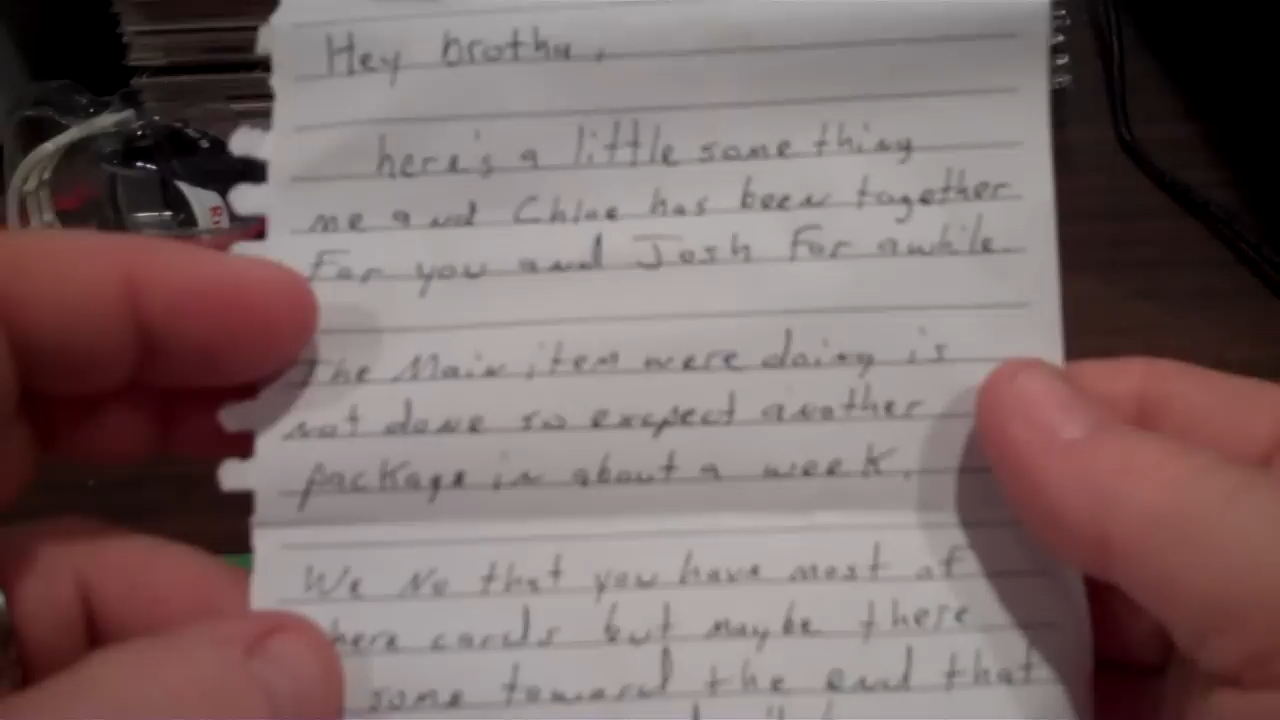 Hey brotha,
here's a little some thing
me and Chloe has been together
For you and Josh For awhile
The Main item were doing is
not done so excpect another
package in about a week.
We No that you have most of
here cards but maybe there
some toward the end that